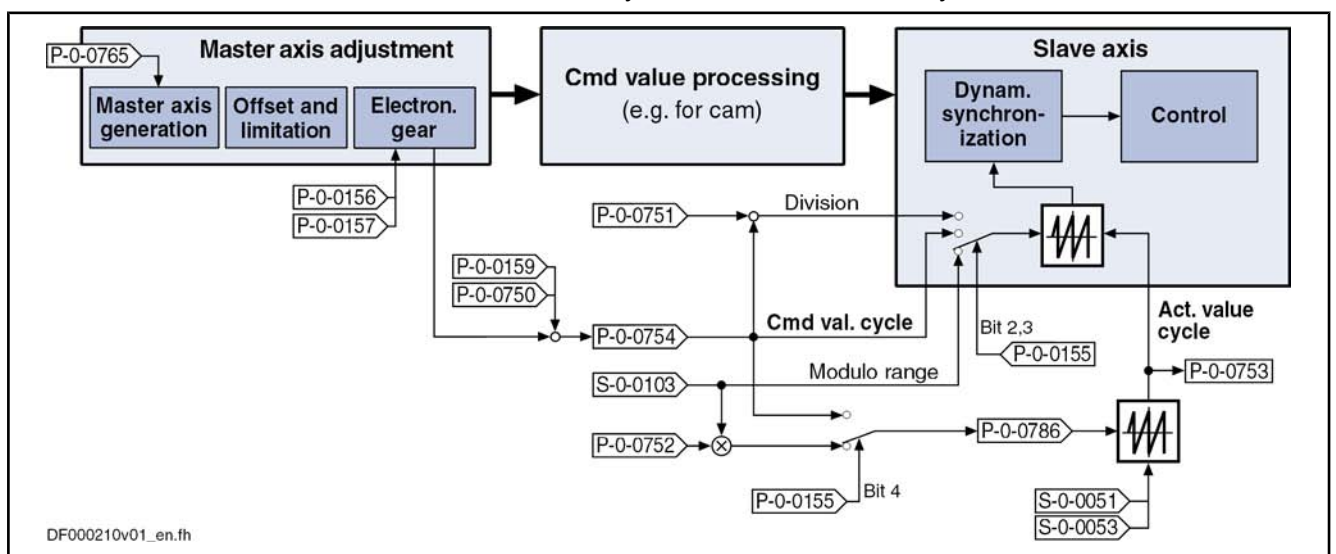 Master axis adjustment
P-0-0765
Master axis
generation
Offset and
limitation
Electron.
gear
Cmd value processing
(e.g. for cam)
Slave axis
Dynam.
synchron-
ization
Control
P-0-0156
P-0-0157
P-0-0751
Division
P-0-0159
P-0-0750
P-0-0754
Cmd val. cycle
Bit 2,3
P-0-0155
Act. value
cycle
P-0-0753
S-0-0103
Modulo range
P-0-0752
P-0-0786
P-0-0155
Bit 4
S-0-0051
S-0-0053
DF000210v01_en.fh